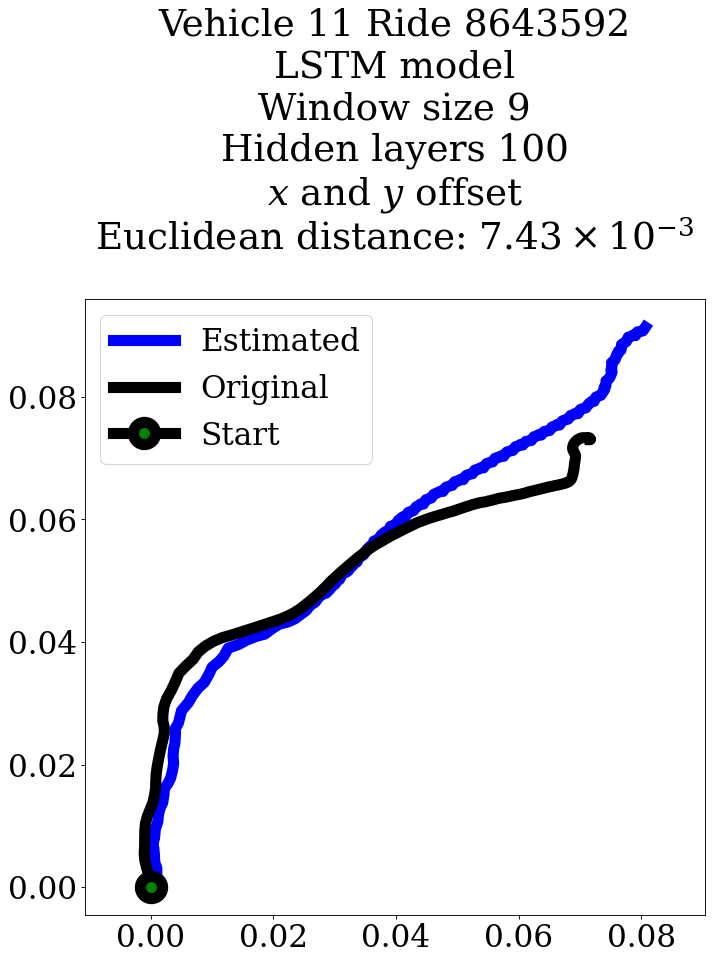 Vehicle 11 Ride 8643592
LSTM model
Window size 9
Hidden layers 100
x and y offset
Euclidean distance: 7.43 × 10⁻³
Estimated
Original
Start
0.08
0.06
0.04
0.02
0.00
0.00 0.02 0.04 0.06 0.08